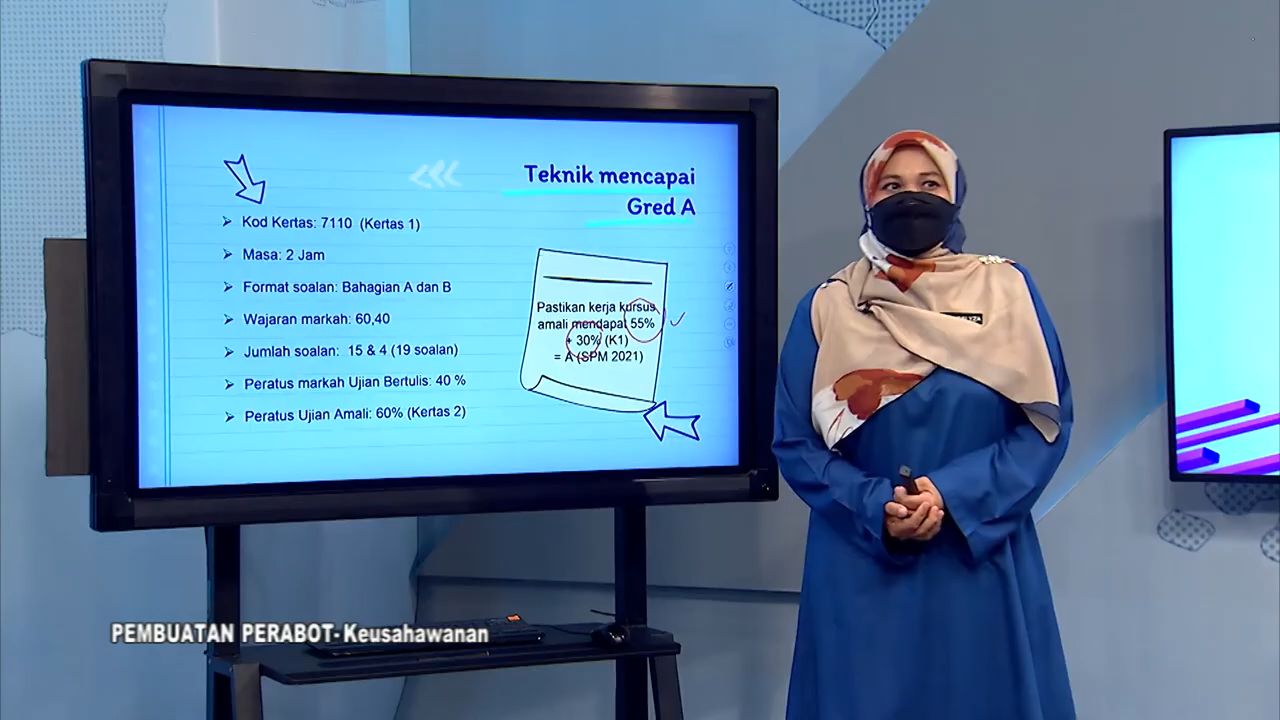 Teknik mencapai
Gred A
➢ Kod Kertas: 7110 (Kertas 1)
➢ Masa: 2 Jam
➢ Format soalan: Bahagian A dan B
➢ Wajaran markah: 60,40
➢ Jumlah soalan: 15 & 4 (19 soalan)
➢ Peratus markah Ujian Bertulis: 40 %
➢ Peratus Ujian Amali: 60% (Kertas 2)
Pastikan kerja kursus
amali mendapat 55%
+ 30% (K1)
= A (SPM 2021)
PEMBUATAN PERABOT-Keusahawanan